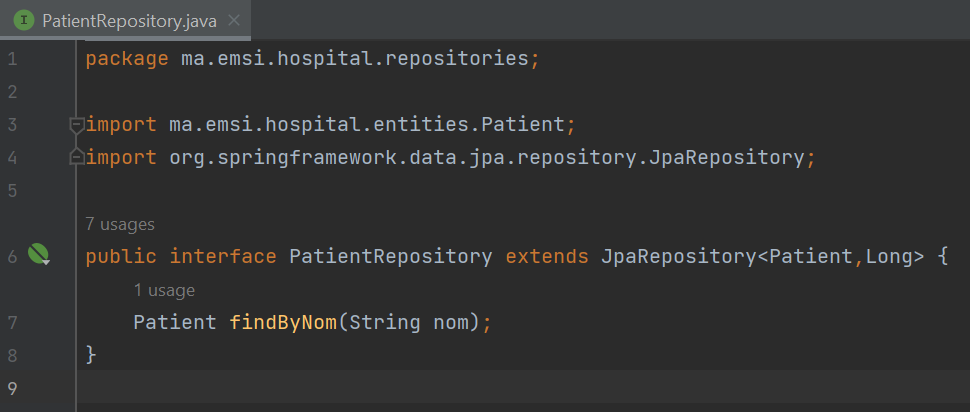 PatientRepository.java
1 package ma.emsi.hospital.repositories;
2
3 import ma.emsi.hospital.entities.Patient;
4 import org.springframework.data.jpa.repository.JpaRepository;
5
7 usages
6 public interface PatientRepository extends JpaRepository<Patient,Long> {
1 usage
7 Patient findByNom(String nom);
8 }
9